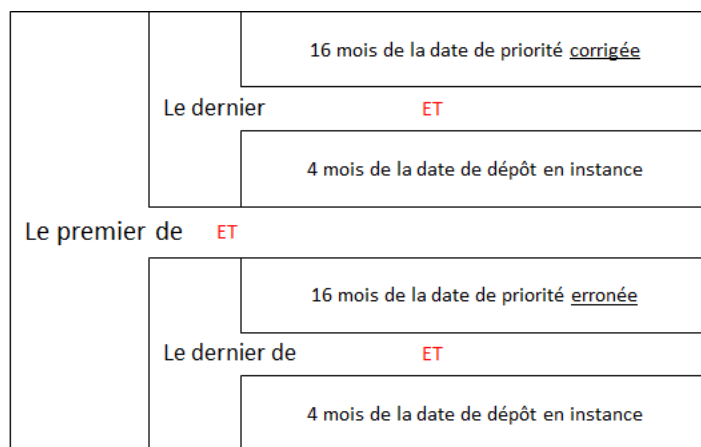 16 mois de la date de priorité corrigée
Le dernier ET
4 mois de la date de dépôt en instance
Le premier de ET
16 mois de la date de priorité erronée
Le dernier de ET
4 mois de la date de dépôt en instance